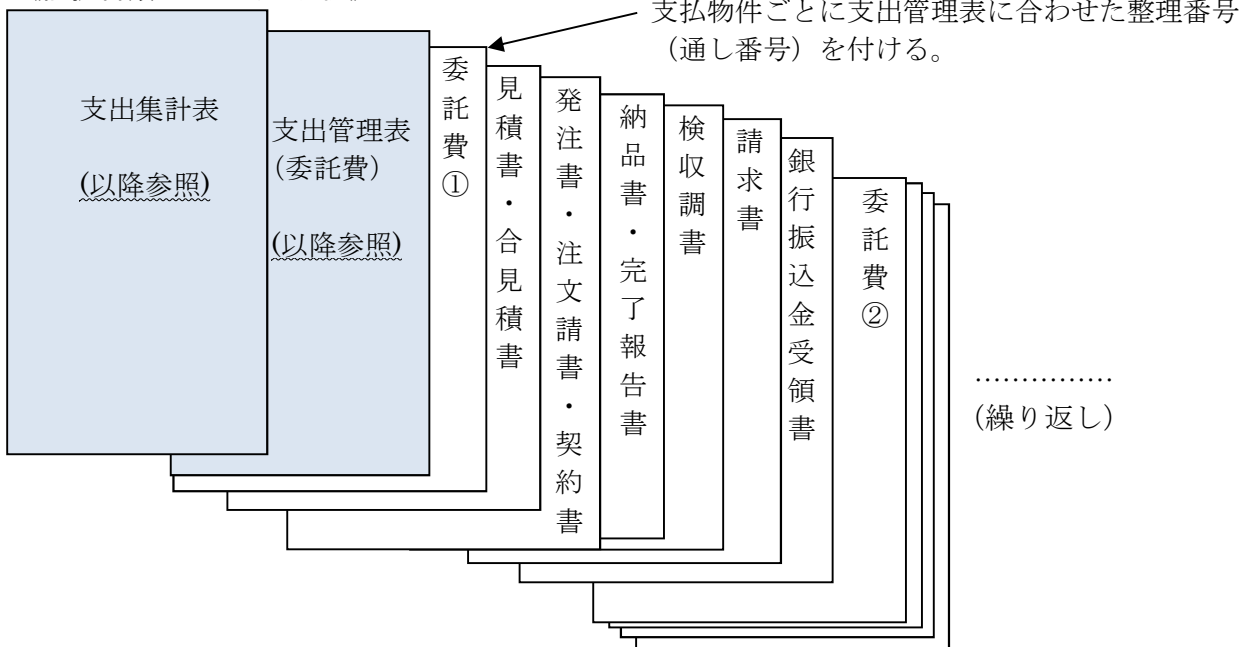 支払物件ごとに支出管理表に合わせた整理番号
（通し番号）を付ける。
支出集計表
(以降参照)
支出管理表
（委託費）
(以降参照)
委託費①
見積書・合見積書
発注書・注文請書・契約書
納品書・完了報告書
検収調書
請求書
銀行振込金受領書
委託費②
……………
（繰り返し）